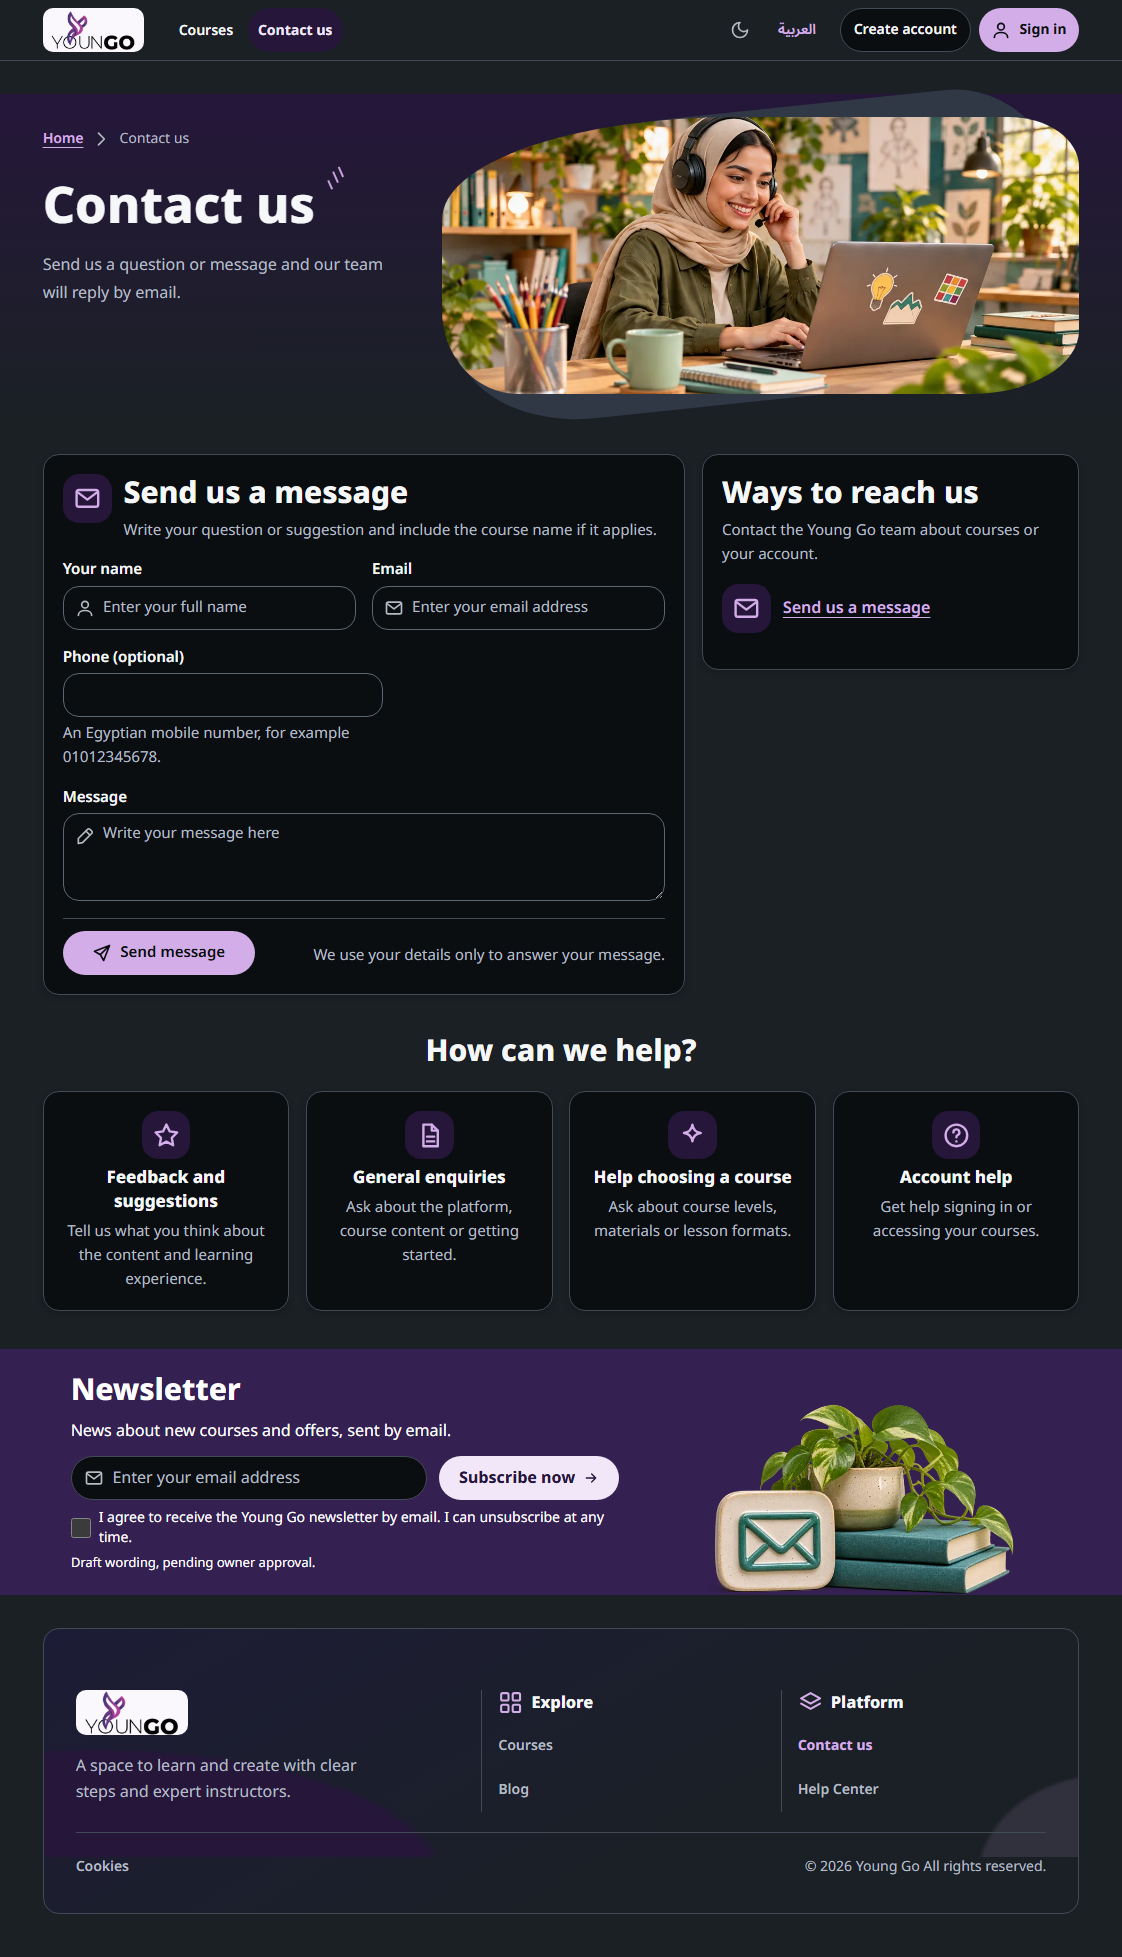 YOUNGO
Courses
Contact us
العربية
Create account
Sign in
Home
Contact us
Contact us
Send us a question or message and our team
will reply by email.
Send us a message
Write your question or suggestion and include the course name if it applies.
Your name
Email
Enter your full name
Enter your email address
Phone (optional)
An Egyptian mobile number, for example
01012345678.
Message
Write your message here
Send message
We use your details only to answer your message.
Ways to reach us
Contact the Young Go team about courses or
your account.
Send us a message
How can we help?
Feedback and
suggestions
Tell us what you think about
the content and learning
experience.
General enquiries
Ask about the platform,
course content or getting
started.
Help choosing a course
Ask about course levels,
materials or lesson formats.
Account help
Get help signing in or
accessing your courses.
Newsletter
News about new courses and offers, sent by email.
Enter your email address
Subscribe now
I agree to receive the Young Go newsletter by email. I can unsubscribe at any
time.
Draft wording, pending owner approval.
YOUNGO
A space to learn and create with clear
steps and expert instructors.
Explore
Courses
Blog
Platform
Contact us
Help Center
Cookies
© 2026 Young Go All rights reserved.